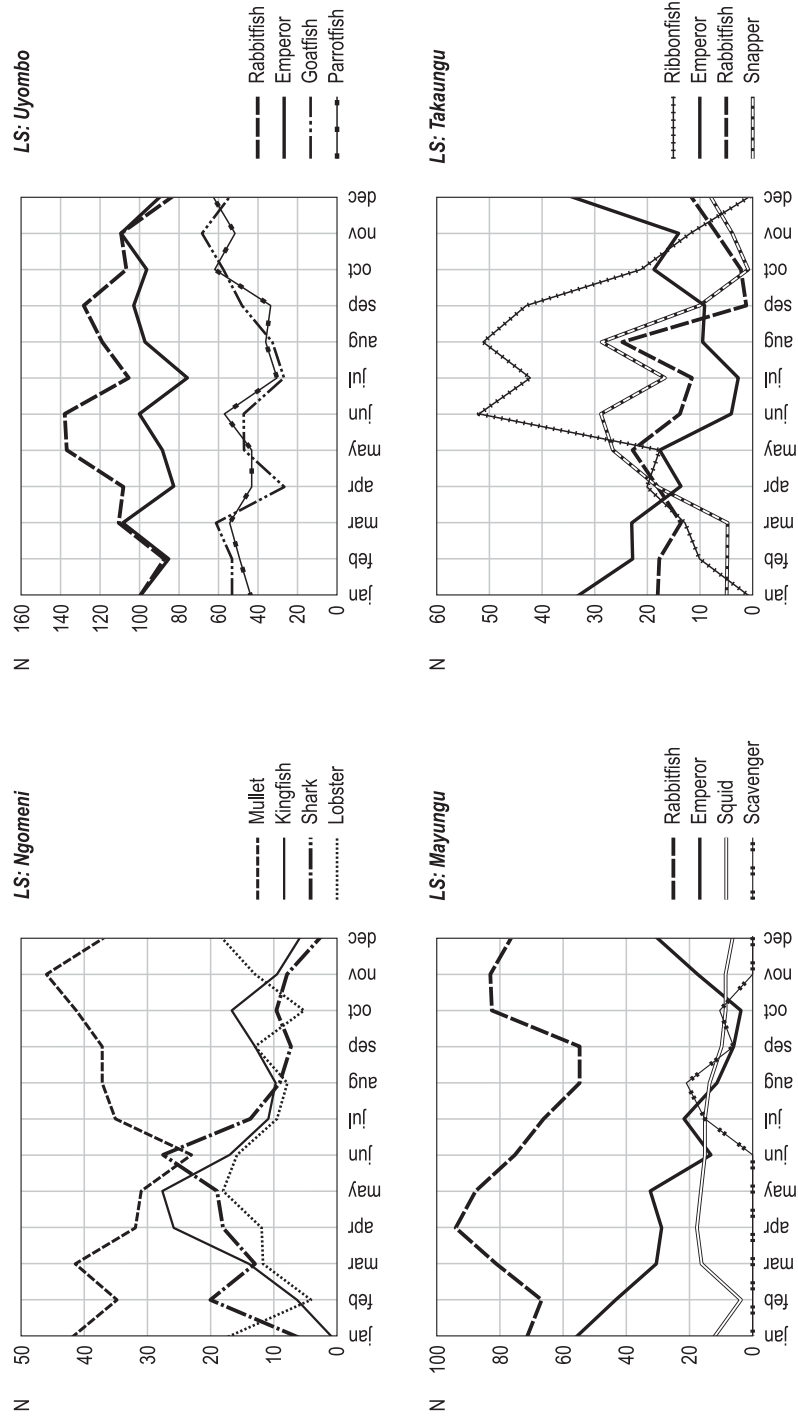 LS: Ngomeni
N
50
40
30
20
10
0
jan
feb
mar
apr
may
jun
jul
aug
sep
oct
nov
dec
Mullet
Kingfish
Shark
Lobster
LS: Uyombo
N
160
140
120
100
80
60
40
20
0
jan
feb
mar
apr
may
jun
jul
aug
sep
oct
nov
dec
Rabbitfish
Emperor
Goatfish
Parrotfish
LS: Mayungu
N
100
80
60
40
20
0
jan
feb
mar
apr
may
jun
jul
aug
sep
oct
nov
dec
Rabbitfish
Emperor
Squid
Scavenger
LS: Takaungu
N
60
50
40
30
20
10
0
jan
feb
mar
apr
may
jun
jul
aug
sep
oct
nov
dec
Ribbonfish
Emperor
Rabbitfish
Snapper